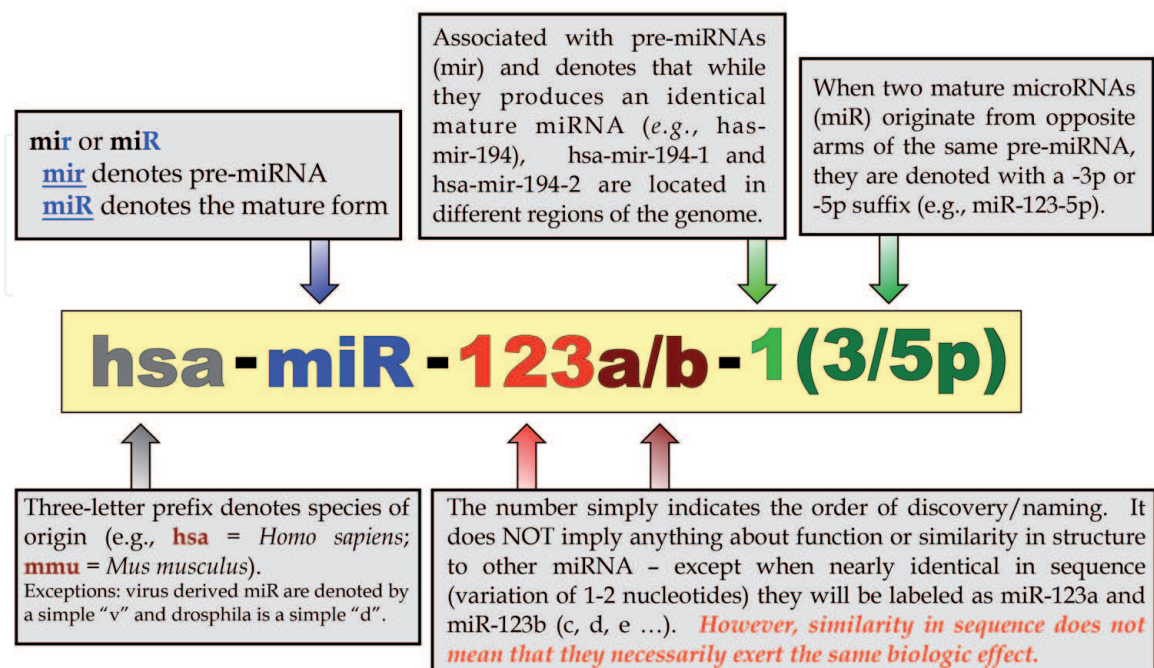 Associated with pre-miRNAs
(mir) and denotes that while
they produces an identical
mature miRNA (e.g., has-
mir-194), hsa-mir-194-1 and
hsa-mir-194-2 are located in
different regions of the genome.
When two mature microRNAs
(miR) originate from opposite
arms of the same pre-miRNA,
they are denoted with a -3p or
-5p suffix (e.g., miR-123-5p).
mir or miR
mir denotes pre-miRNA
miR denotes the mature form
hsa-miR-123a/b-1(3/5p)
Three-letter prefix denotes species of
origin (e.g., hsa = Homo sapiens;
mmu = Mus musculus).
Exceptions: virus derived miR are denoted by
a simple “v” and drosphila is a simple “d”.
The number simply indicates the order of discovery/naming. It
does NOT imply anything about function or similarity in structure
to other miRNA – except when nearly identical in sequence
(variation of 1-2 nucleotides) they will be labeled as miR-123a and
miR-123b (c, d, e …). However, similarity in sequence does not
mean that they necessarily exert the same biologic effect.